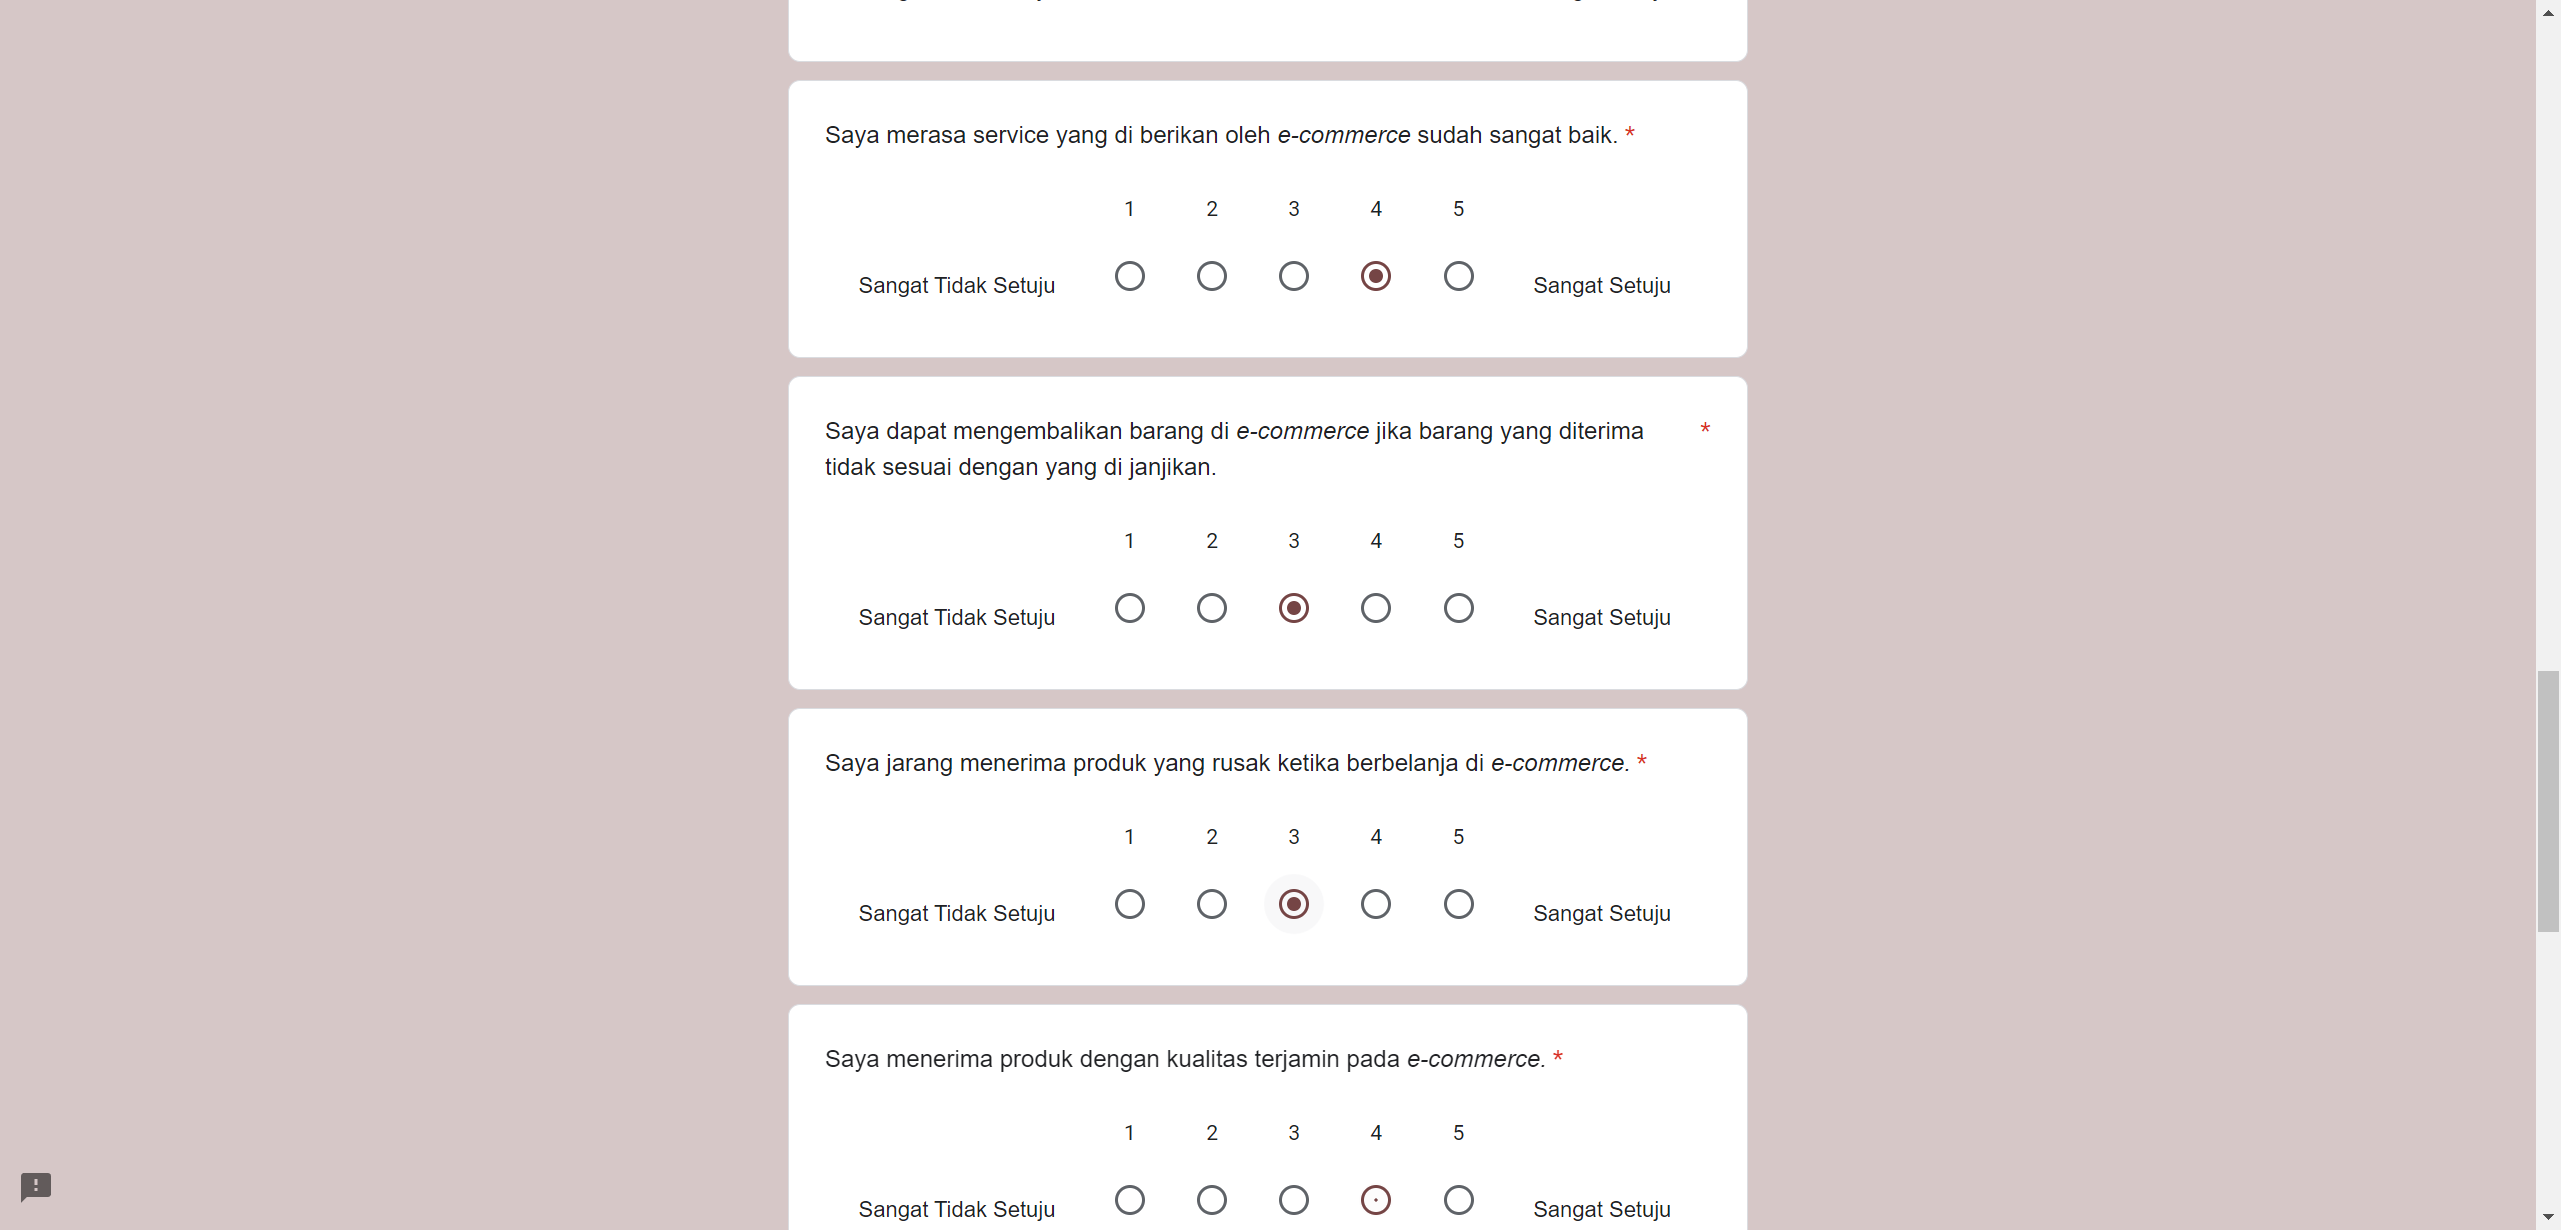 Saya merasa service yang di berikan oleh e-commerce sudah sangat baik. *
1 2 3 4 5
Sangat Tidak Setuju Sangat Setuju
Saya dapat mengembalikan barang di e-commerce jika barang yang diterima *
tidak sesuai dengan yang di janjikan.
1 2 3 4 5
Sangat Tidak Setuju Sangat Setuju
Saya jarang menerima produk yang rusak ketika berbelanja di e-commerce. *
1 2 3 4 5
Sangat Tidak Setuju Sangat Setuju
Saya menerima produk dengan kualitas terjamin pada e-commerce. *
1 2 3 4 5
Sangat Tidak Setuju Sangat Setuju